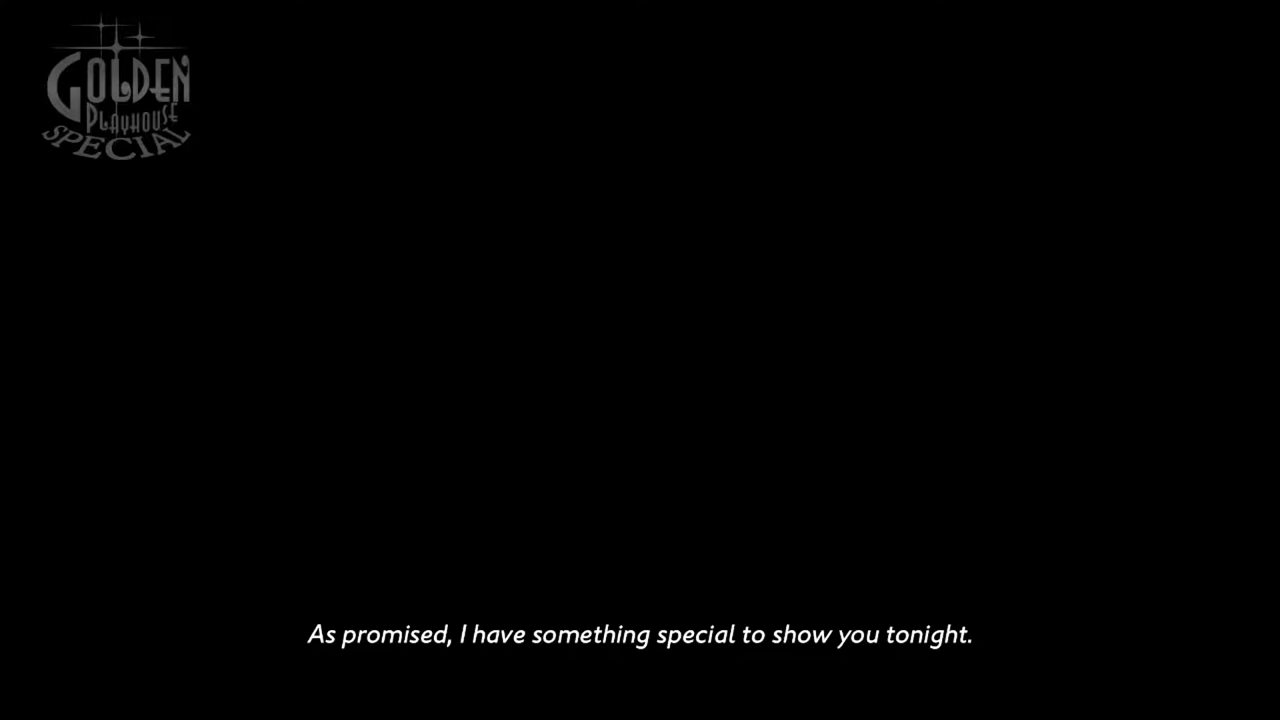 GOLDEN
PLAYHOUSE
SPECIAL
As promised, I have something special to show you tonight.